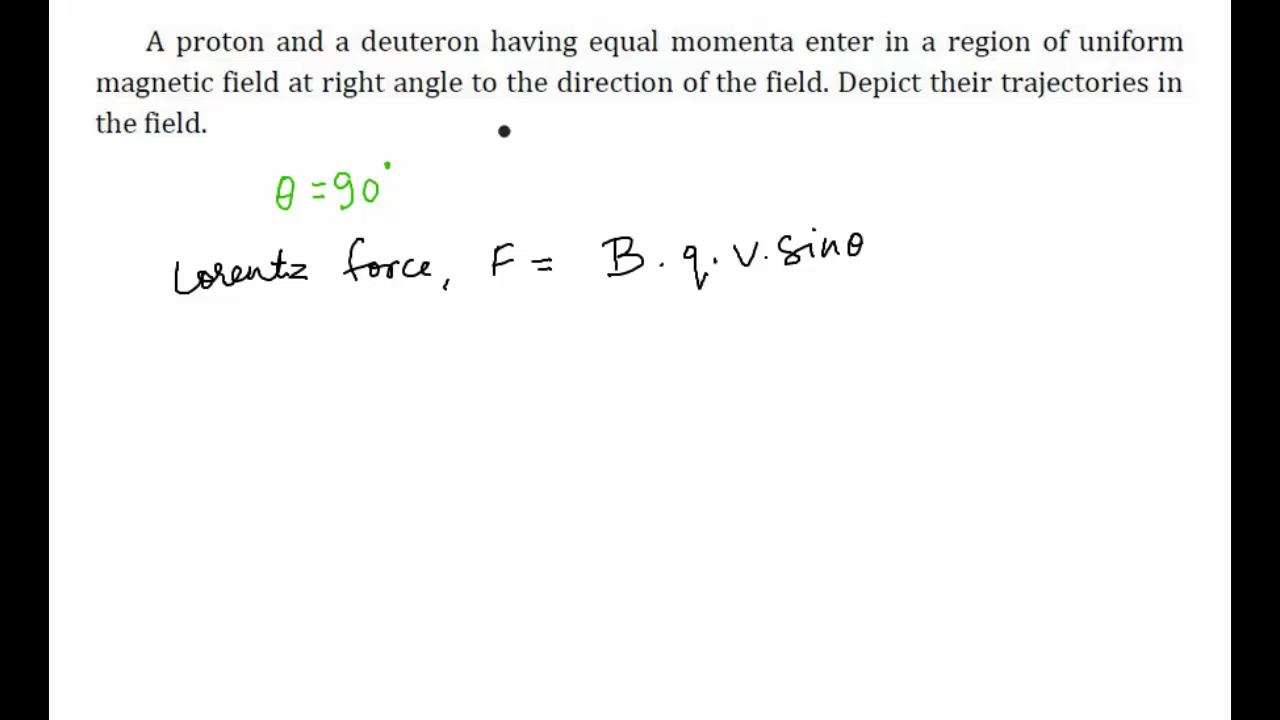 A proton and a deuteron having equal momenta enter in a region of uniform
magnetic field at right angle to the direction of the field. Depict their trajectories in
the field.
θ = 90°
Lorentz force, F = B . q . v . sinθ